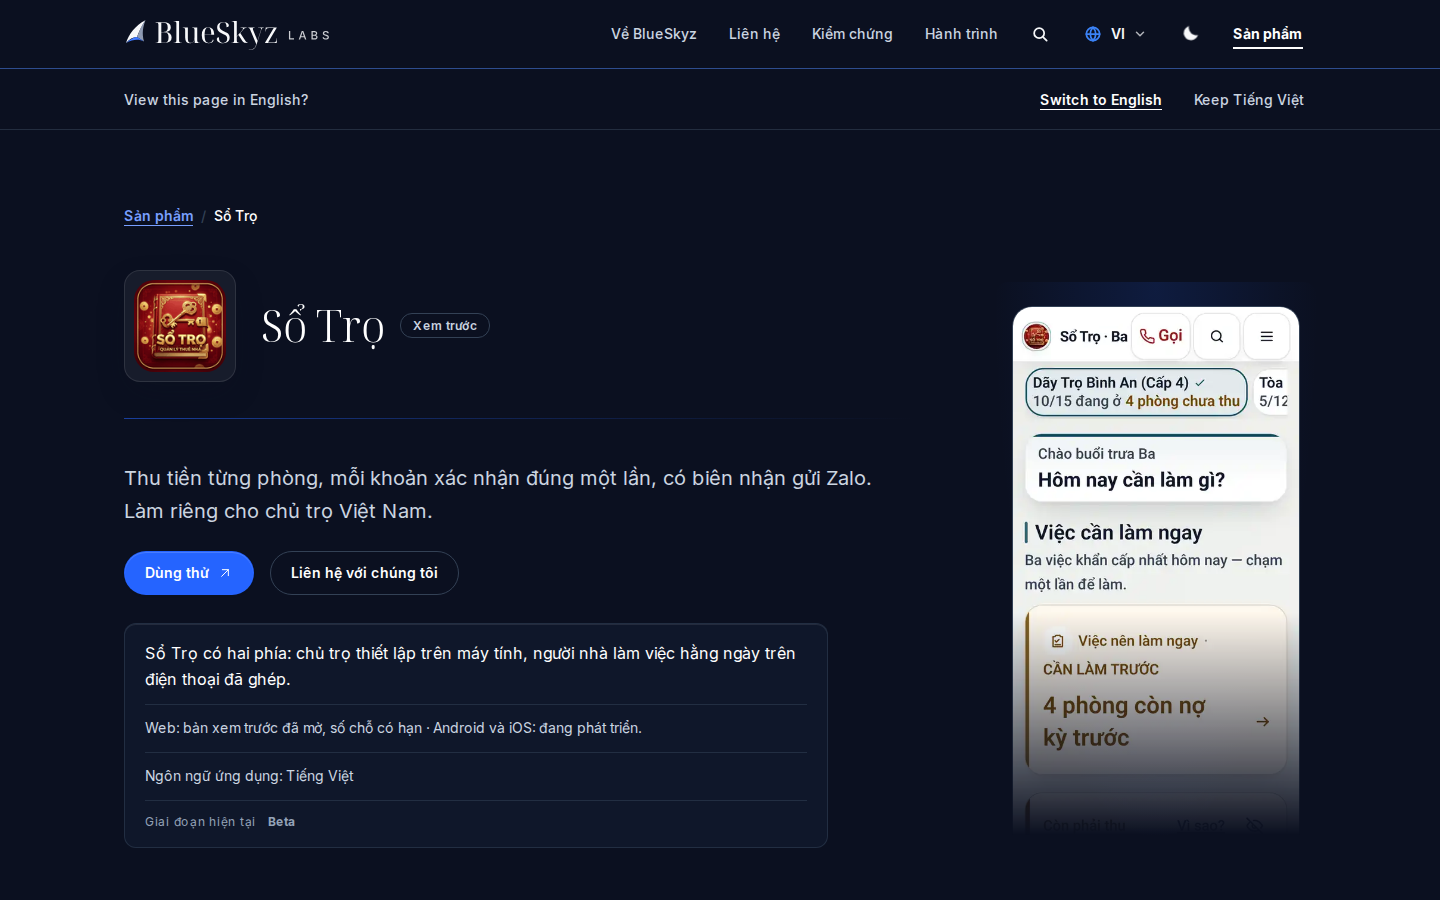 BlueSkyz LABS
Về BlueSkyz
Liên hệ
Kiểm chứng
Hành trình
VI
Sản phẩm
View this page in English?
Switch to English
Keep Tiếng Việt
Sản phẩm / Sổ Trọ
SỔ TRỌ
QUẢN LÝ THUÊ NHÀ
Sổ Trọ
Xem trước
Thu tiền từng phòng, mỗi khoản xác nhận đúng một lần, có biên nhận gửi Zalo.
Làm riêng cho chủ trọ Việt Nam.
Dùng thử
Liên hệ với chúng tôi
Sổ Trọ có hai phía: chủ trọ thiết lập trên máy tính, người nhà làm việc hằng ngày trên
điện thoại đã ghép.
Web: bản xem trước đã mở, số chỗ có hạn · Android và iOS: đang phát triển.
Ngôn ngữ ứng dụng: Tiếng Việt
Giai đoạn hiện tại Beta
Sổ Trọ · Ba
Gọi
Dãy Trọ Bình An (Cấp 4)
10/15 đang ở 4 phòng chưa thu
Tòa
5/12
Chào buổi trưa Ba
Hôm nay cần làm gì?
Việc cần làm ngay
Ba việc khẩn cấp nhất hôm nay — chạm
một lần để làm.
Việc nên làm ngay ·
CẦN LÀM TRƯỚC
4 phòng còn nợ
kỳ trước
Còn phải thu
Vì sao?